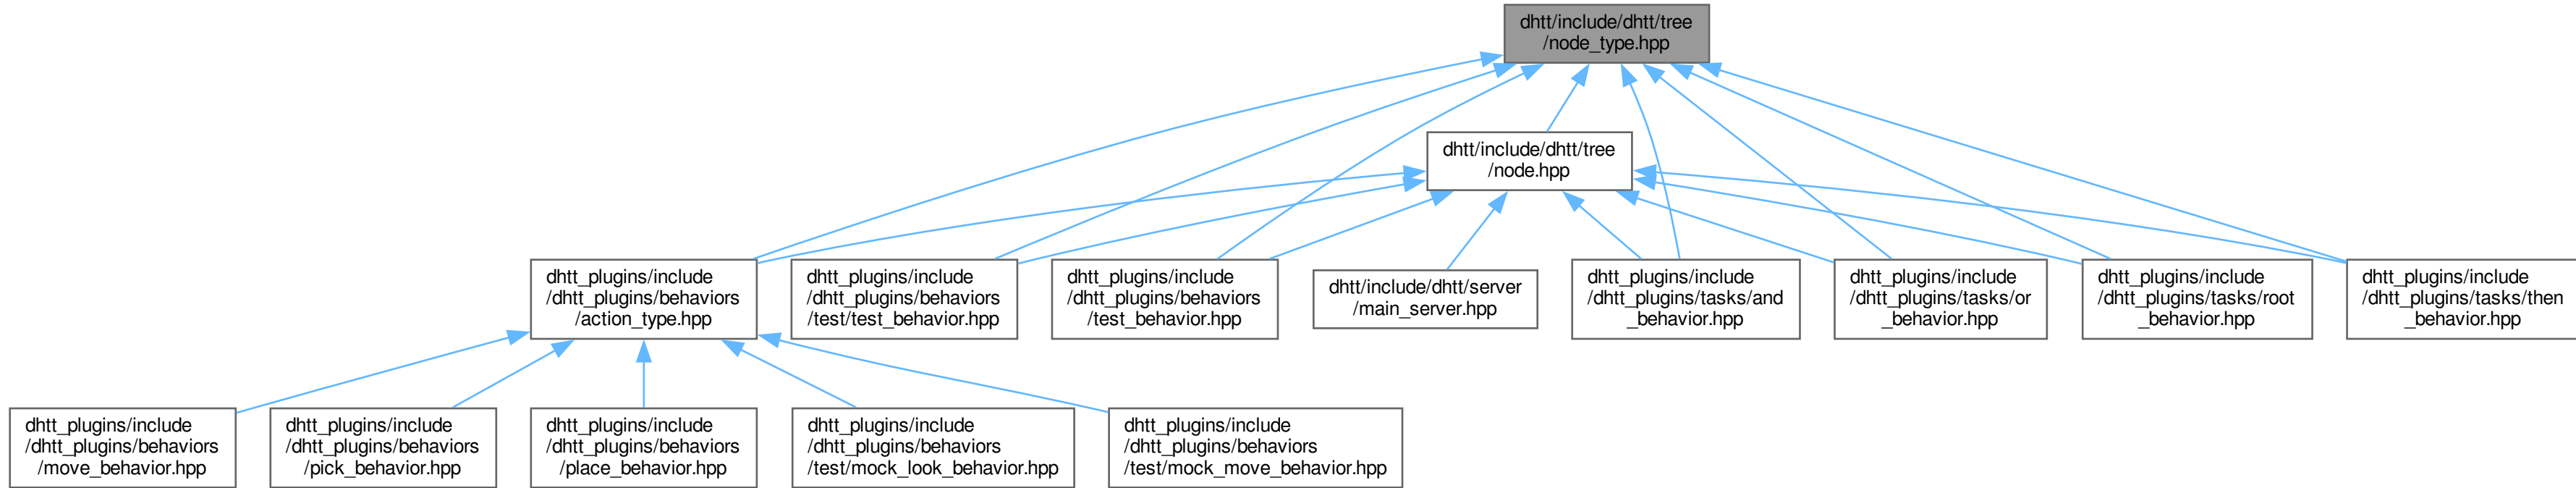 dhtt/include/dhtt/tree
/node_type.hpp
dhtt/include/dhtt/tree
/node.hpp
dhtt_plugins/include
/dhtt_plugins/behaviors
/action_type.hpp
dhtt_plugins/include
/dhtt_plugins/behaviors
/test/test_behavior.hpp
dhtt_plugins/include
/dhtt_plugins/behaviors
/test_behavior.hpp
dhtt/include/dhtt/server
/main_server.hpp
dhtt_plugins/include
/dhtt_plugins/tasks/and
_behavior.hpp
dhtt_plugins/include
/dhtt_plugins/tasks/or
_behavior.hpp
dhtt_plugins/include
/dhtt_plugins/tasks/root
_behavior.hpp
dhtt_plugins/include
/dhtt_plugins/tasks/then
_behavior.hpp
dhtt_plugins/include
/dhtt_plugins/behaviors
/move_behavior.hpp
dhtt_plugins/include
/dhtt_plugins/behaviors
/pick_behavior.hpp
dhtt_plugins/include
/dhtt_plugins/behaviors
/place_behavior.hpp
dhtt_plugins/include
/dhtt_plugins/behaviors
/test/mock_look_behavior.hpp
dhtt_plugins/include
/dhtt_plugins/behaviors
/test/mock_move_behavior.hpp